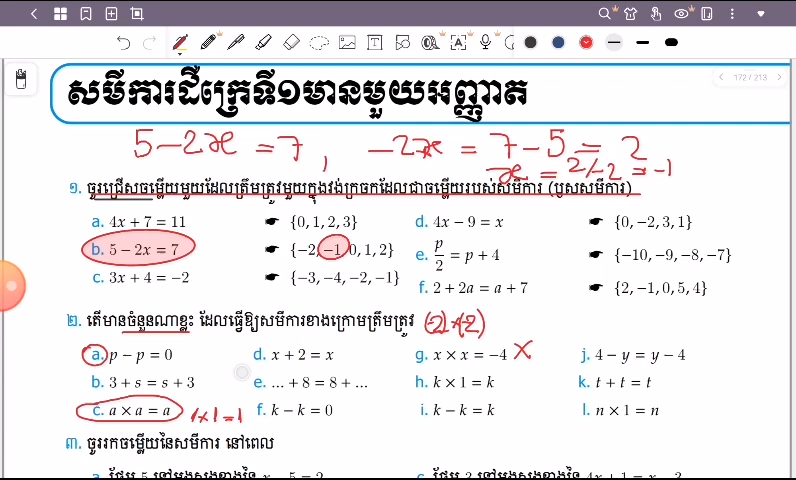 172 / 213
សមីការដឺក្រេទី១មានមួយអញ្ញាត
5 - 2x = 7 , -2x = 7 - 5 = 2
x = 2/-2 = -1
១. ចូរជ្រើសចម្លើយមួយដែលត្រឹមត្រូវមួយក្នុងវង់ក្រចកដែលជាចម្លើយរបស់សមីការ (ឬសសមីការ)
a. 4x + 7 = 11 ☛ {0, 1, 2, 3} d. 4x − 9 = x ☛ {0, −2, 3, 1}
b. 5 − 2x = 7 ☛ {−2, −1, 0, 1, 2} e. p/2 = p + 4 ☛ {−10, −9, −8, −7}
c. 3x + 4 = −2 ☛ {−3, −4, −2, −1} f. 2 + 2a = a + 7 ☛ {2, −1, 0, 5, 4}
២. តើមានចំនួនណាខ្លះ ដែលធ្វើឱ្យសមីការខាងក្រោមត្រឹមត្រូវ (-2) x (-2)
a. p − p = 0 d. x + 2 = x g. x × x = −4 X j. 4 − y = y − 4
b. 3 + s = s + 3 e. ... + 8 = 8 + ... h. k × 1 = k k. t + t = t
c. a × a = a 1x1=1 f. k − k = 0 i. k − k = k l. n × 1 = n
៣. ចូររកចម្លើយនៃសមីការ នៅពេល